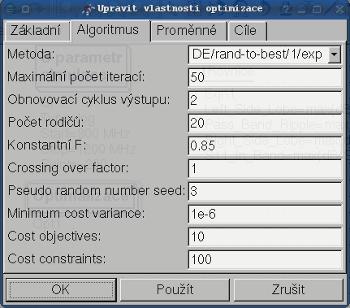 Upravit vlastnosti optimizace
Základní Algoritmus Proměnné Cíle
Metoda: DE/rand-to-best/1/exp
Maximální počet iterací: 50
Obnovovací cyklus výstupu: 2
Počet rodičů: 20
Konstantní F: 0.85
Crossing over factor: 1
Pseudo random number seed: 3
Minimum cost variance: 1e-6
Cost objectives: 10
Cost constraints: 100
OK Použít Zrušit